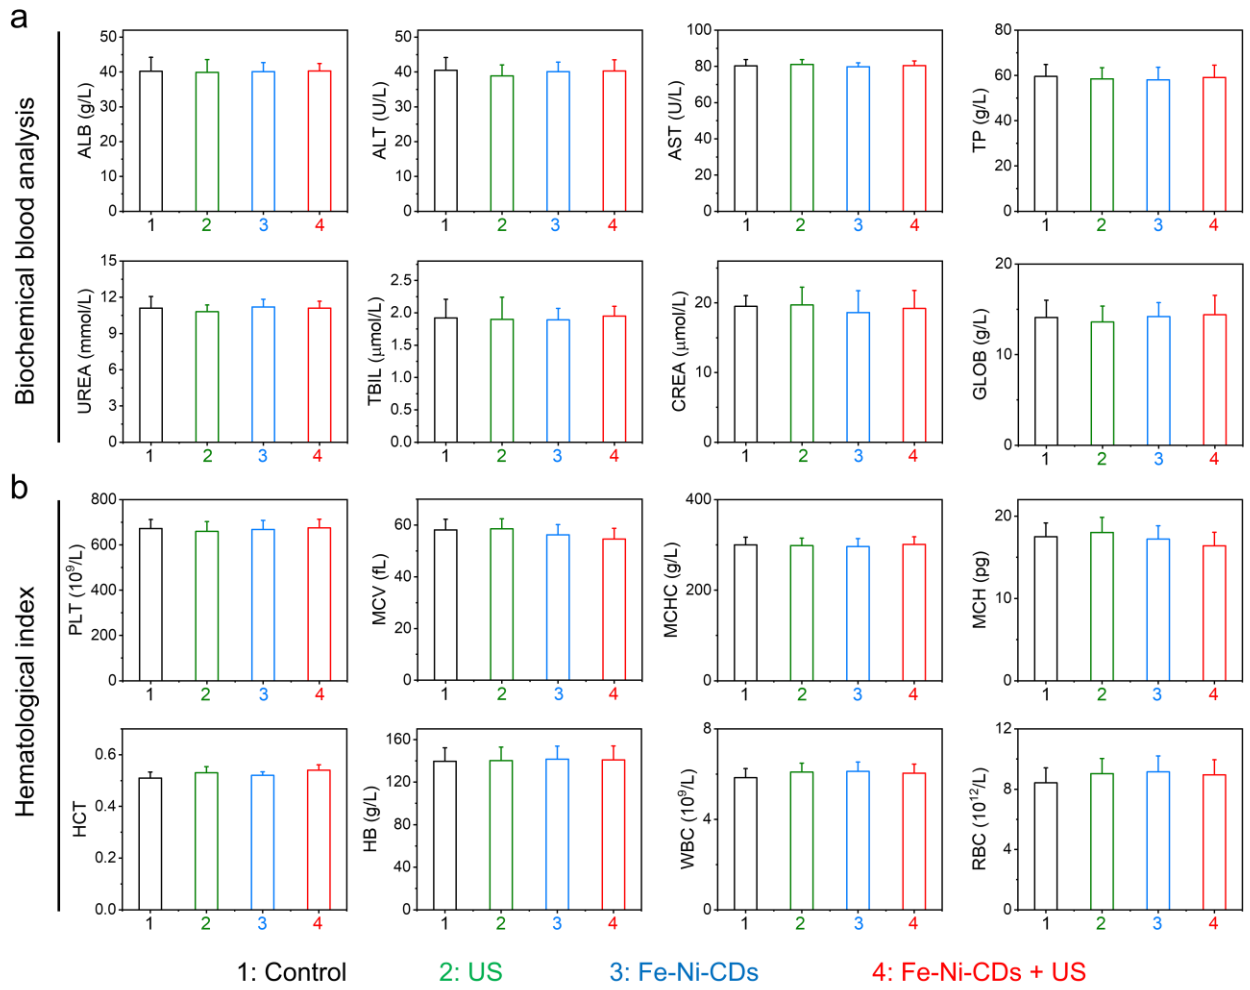 a
Biochemical blood analysis
ALB (g/L)
50
40
30
20
10
0
1 2 3 4
ALT (U/L)
50
40
30
20
10
0
1 2 3 4
AST (U/L)
100
80
60
40
20
0
1 2 3 4
TP (g/L)
80
60
40
20
0
1 2 3 4
UREA (mmol/L)
15
12
9
6
3
0
1 2 3 4
TBIL (μmol/L)
2.5
2.0
1.5
1.0
0.5
0.0
1 2 3 4
CREA (μmol/L)
20
10
0
1 2 3 4
GLOB (g/L)
20
10
0
1 2 3 4
b
Hematological index
PLT (10⁹/L)
800
600
400
200
0
1 2 3 4
MCV (fL)
60
40
20
0
1 2 3 4
MCHC (g/L)
400
200
0
1 2 3 4
MCH (pg)
20
10
0
1 2 3 4
HCT
0.6
0.4
0.2
0.0
1 2 3 4
HB (g/L)
160
120
80
40
0
1 2 3 4
WBC (10⁹/L)
8
4
0
1 2 3 4
RBC (10¹²/L)
12
8
4
0
1 2 3 4
1: Control 2: US 3: Fe-Ni-CDs 4: Fe-Ni-CDs + US